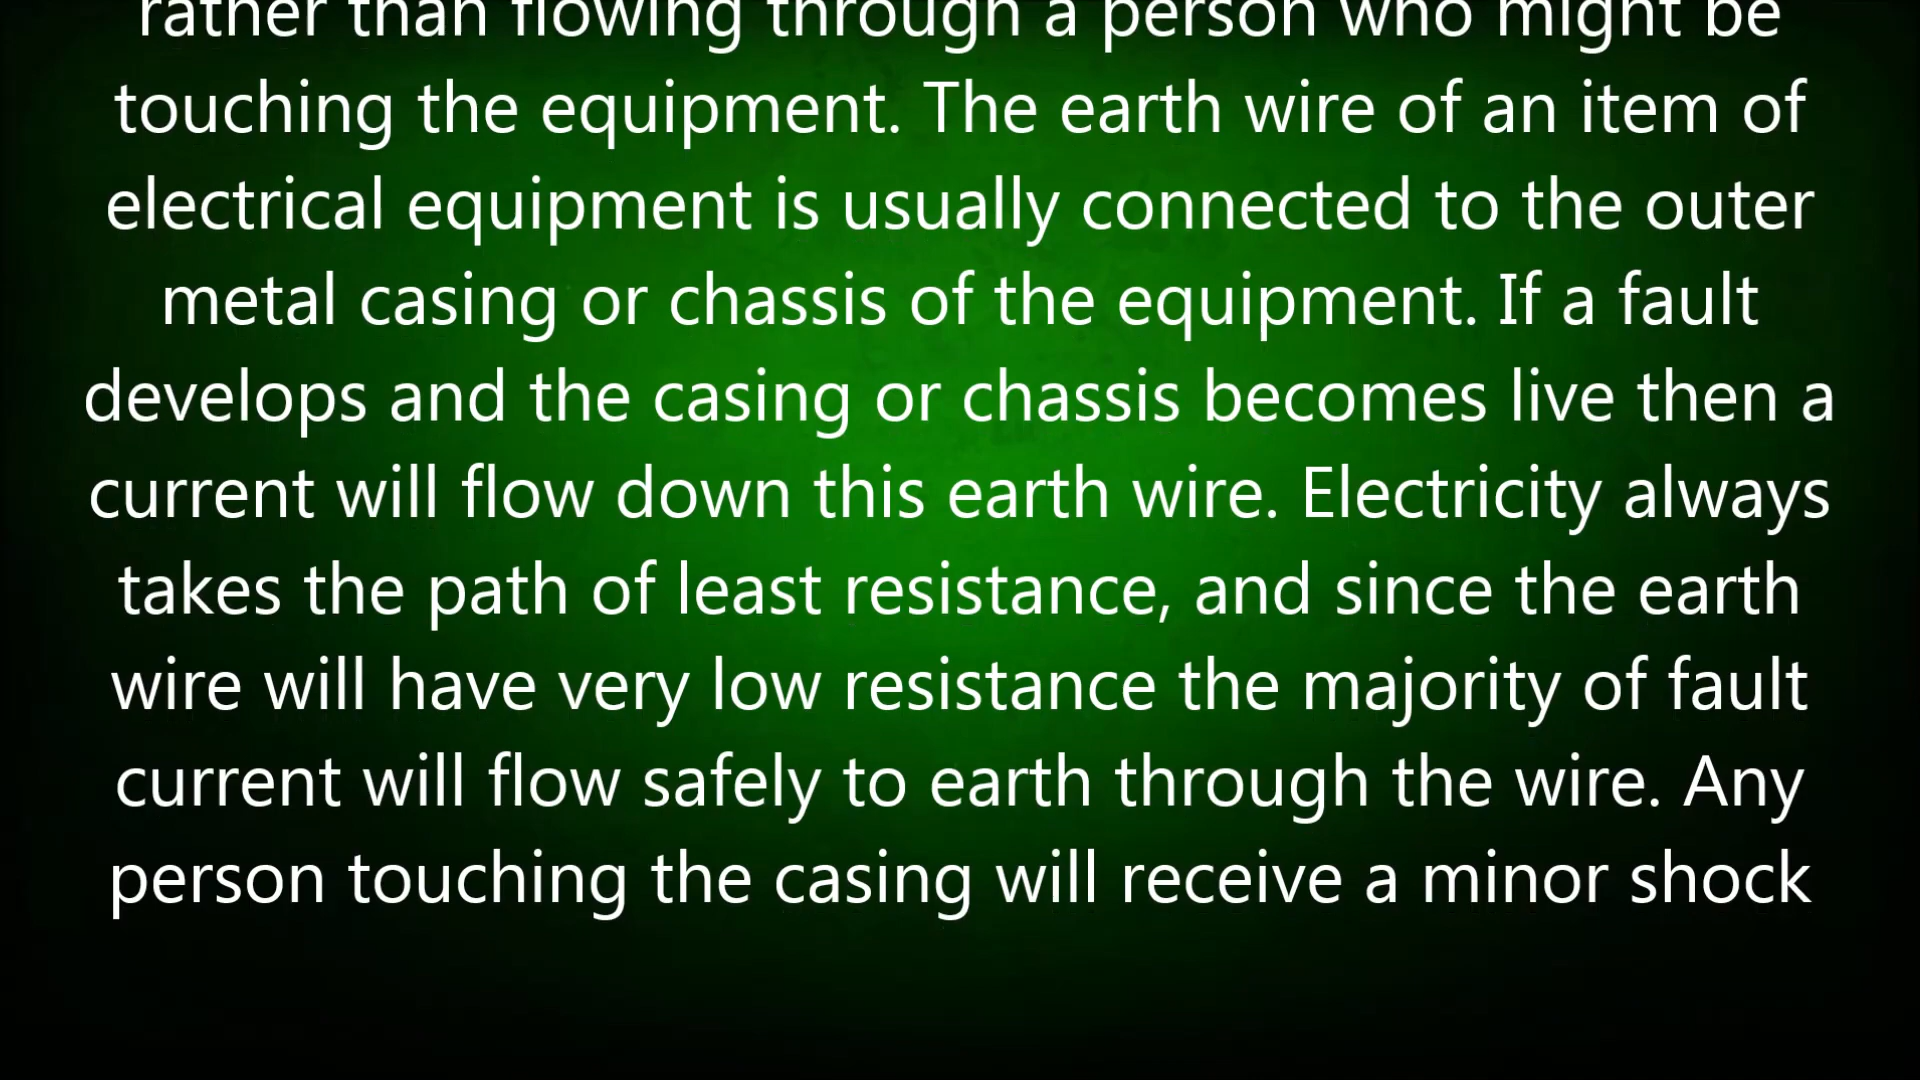 rather than flowing through a person who might be
touching the equipment. The earth wire of an item of
electrical equipment is usually connected to the outer
metal casing or chassis of the equipment. If a fault
develops and the casing or chassis becomes live then a
current will flow down this earth wire. Electricity always
takes the path of least resistance, and since the earth
wire will have very low resistance the majority of fault
current will flow safely to earth through the wire. Any
person touching the casing will receive a minor shock